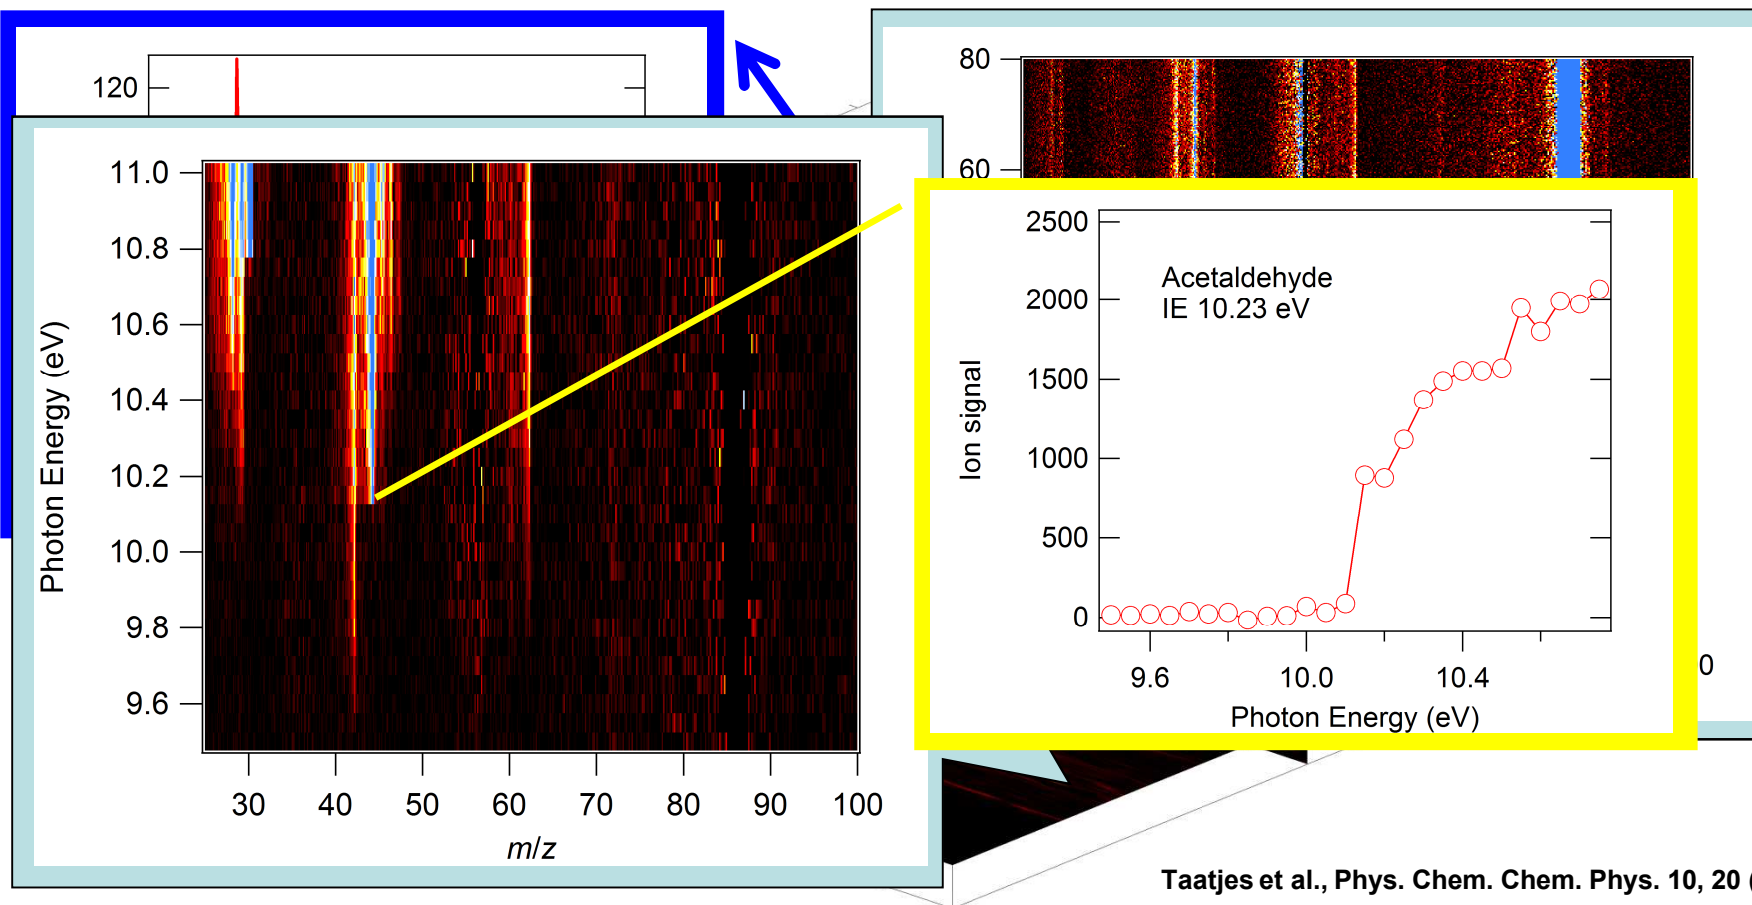 120
11.0
10.8
10.6
10.4
10.2
10.0
9.8
9.6
Photon Energy (eV)
30 40 50 60 70 80 90 100
m/z
80
60
2500
2000
1500
1000
500
0
Ion signal
Acetaldehyde
IE 10.23 eV
9.6 10.0 10.4
Photon Energy (eV)
0
Taatjes et al., Phys. Chem. Chem. Phys. 10, 20 (